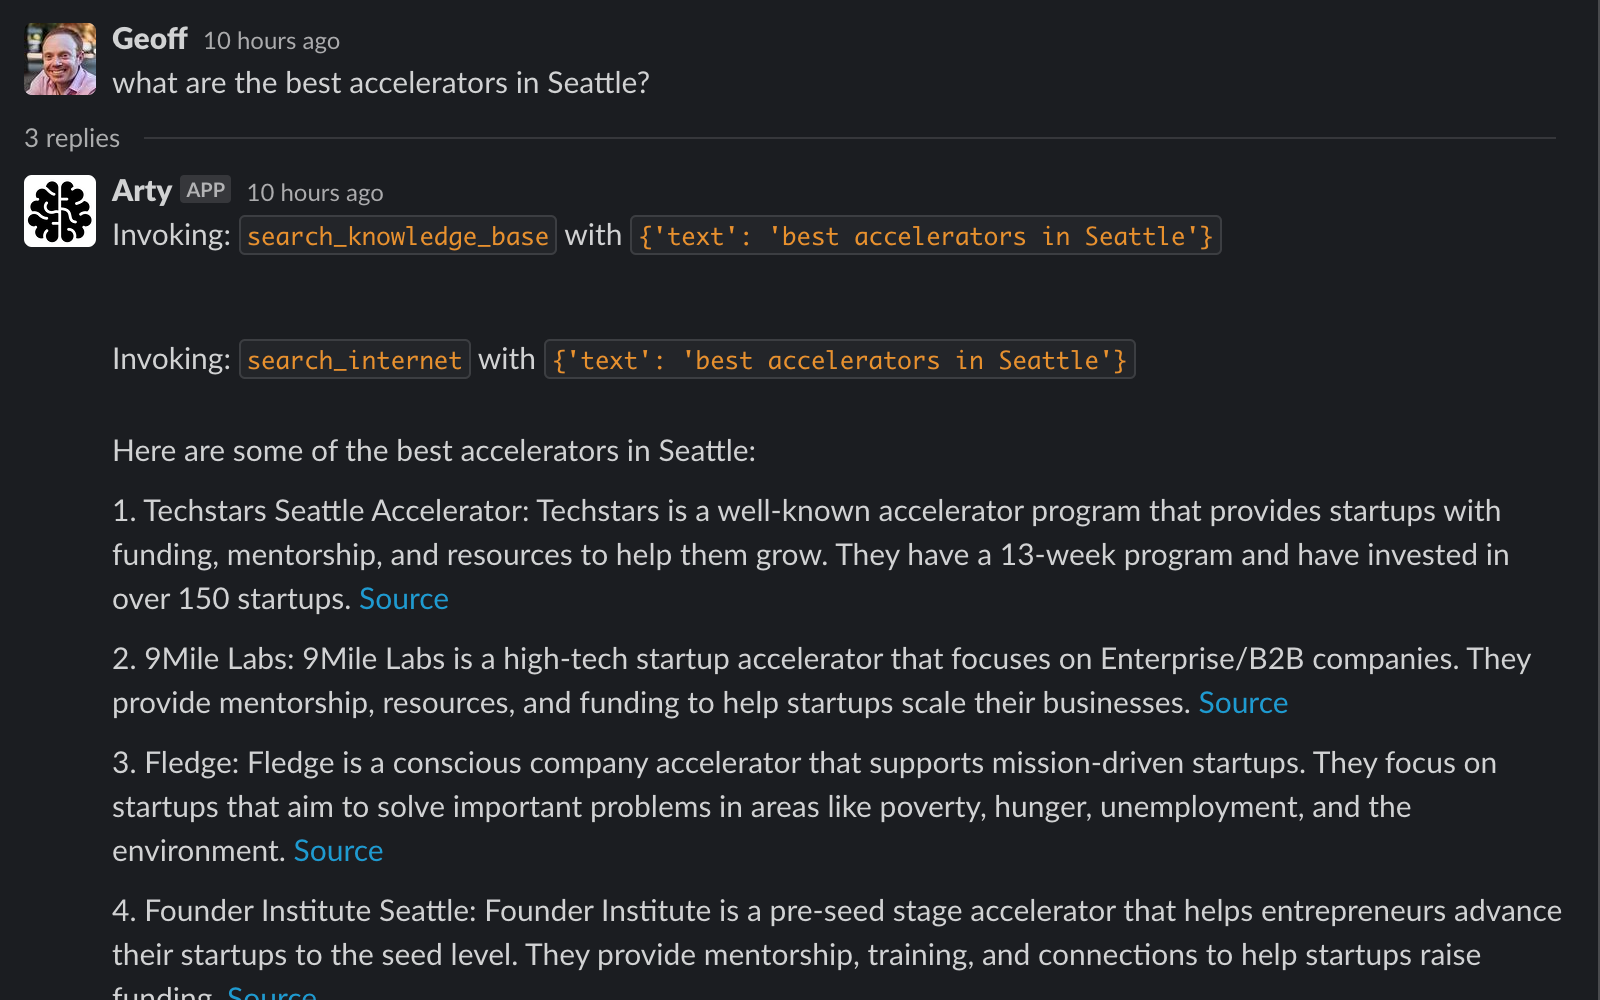 Geoff 10 hours ago
what are the best accelerators in Seattle?
3 replies
Arty APP 10 hours ago
Invoking: search_knowledge_base with {'text': 'best accelerators in Seattle'}
Invoking: search_internet with {'text': 'best accelerators in Seattle'}
Here are some of the best accelerators in Seattle:
1. Techstars Seattle Accelerator: Techstars is a well-known accelerator program that provides startups with
funding, mentorship, and resources to help them grow. They have a 13-week program and have invested in
over 150 startups. Source
2. 9Mile Labs: 9Mile Labs is a high-tech startup accelerator that focuses on Enterprise/B2B companies. They
provide mentorship, resources, and funding to help startups scale their businesses. Source
3. Fledge: Fledge is a conscious company accelerator that supports mission-driven startups. They focus on
startups that aim to solve important problems in areas like poverty, hunger, unemployment, and the
environment. Source
4. Founder Institute Seattle: Founder Institute is a pre-seed stage accelerator that helps entrepreneurs advance
their startups to the seed level. They provide mentorship, training, and connections to help startups raise
funding. Source